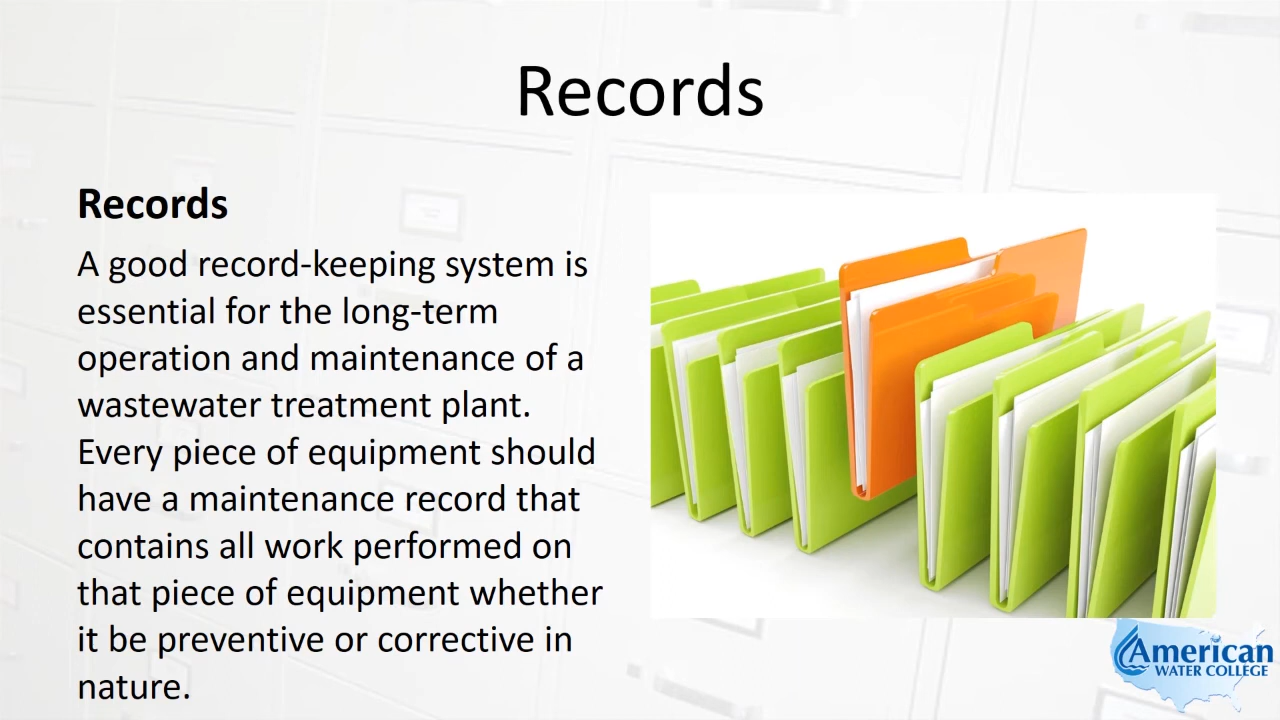 Records
Records
A good record-keeping system is
essential for the long-term
operation and maintenance of a
wastewater treatment plant.
Every piece of equipment should
have a maintenance record that
contains all work performed on
that piece of equipment whether
it be preventive or corrective in
nature.
American
WATER COLLEGE